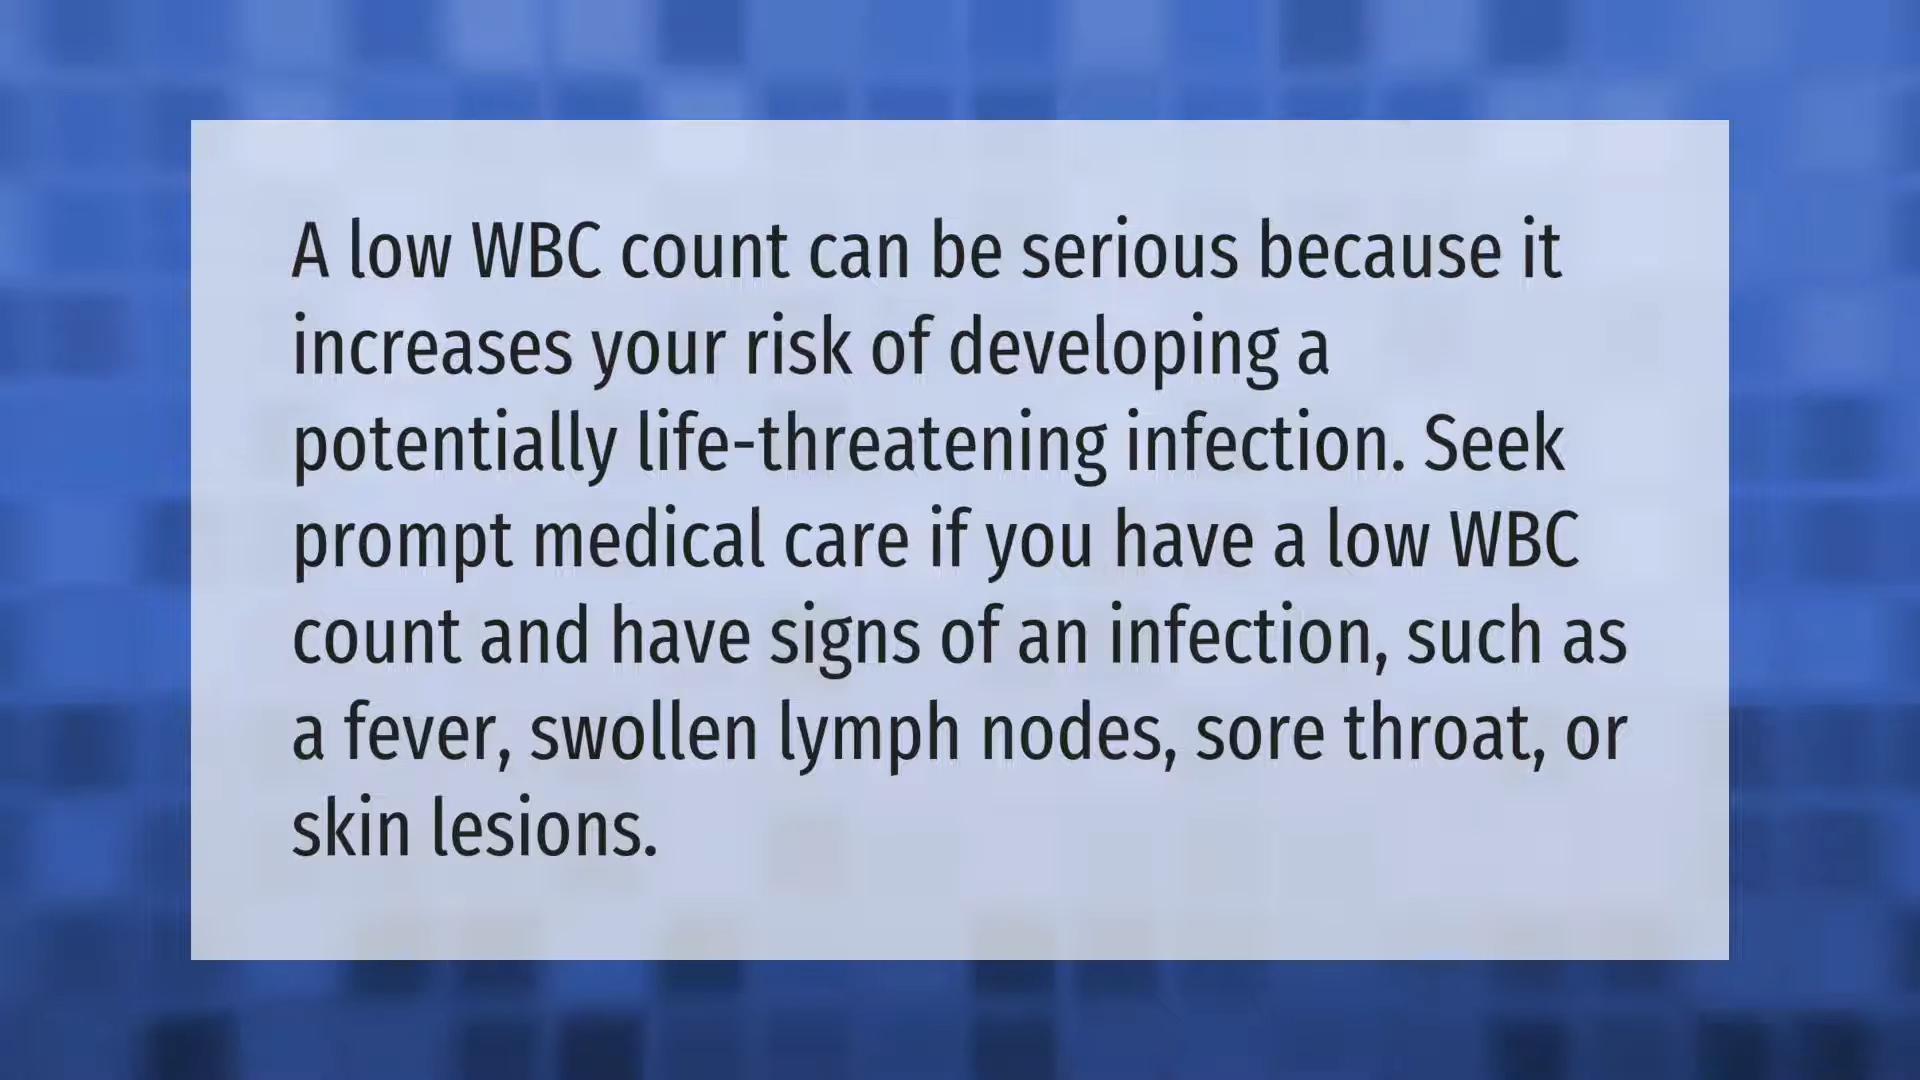 A low WBC count can be serious because it
increases your risk of developing a
potentially life-threatening infection. Seek
prompt medical care if you have a low WBC
count and have signs of an infection, such as
a fever, swollen lymph nodes, sore throat, or
skin lesions.